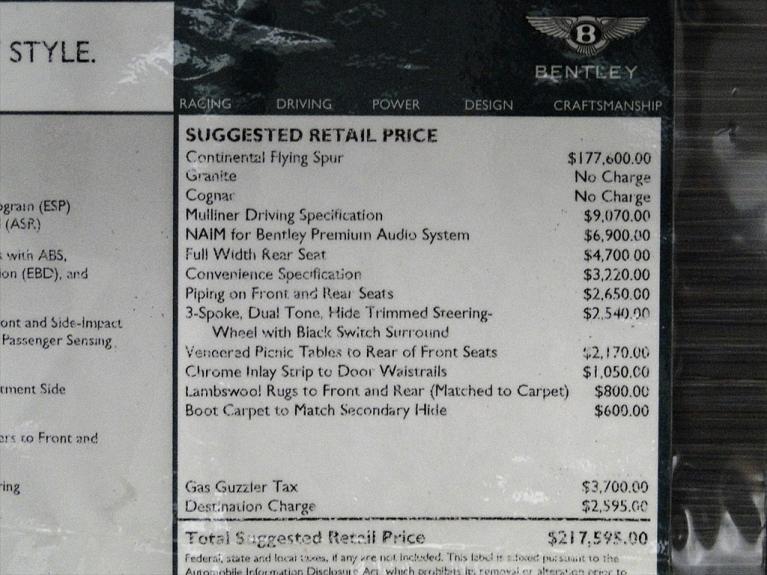 STYLE.
B
BENTLEY
RACING DRIVING POWER DESIGN CRAFTSMANSHIP
(ESP)
(ASR)
with ABS,
(EBD), and
and Side-Impact
Passenger Sensing
Side
to Front and
SUGGESTED RETAIL PRICE
Continental Flying Spur $177,600.00
Granite No Charge
Cognac No Charge
Mulliner Driving Specification $9,070.00
NAIM for Bentley Premium Audio System $6,900.00
Full Width Rear Seat $4,700.00
Convenience Specification $3,220.00
Piping on Front and Rear Seats $2,650.00
3-Spoke, Dual Tone, Hide Trimmed Steering- $2,540.00
Wheel with Black Switch Surround
Veneered Picnic Tables to Rear of Front Seats $2,170.00
Chrome Inlay Strip to Door Waistrails $1,050.00
Lambswool Rugs to Front and Rear (Matched to Carpet) $800.00
Boot Carpet to Match Secondary Hide $600.00
Gas Guzzler Tax $3,700.00
Destination Charge $2,595.00
Total Suggested Retail Price $217,595.00
Federal, state and local taxes, if any are not included. This label is affixed pursuant to the
Automobile Information Disclosure Act, which prohibits its removal or alteration prior to